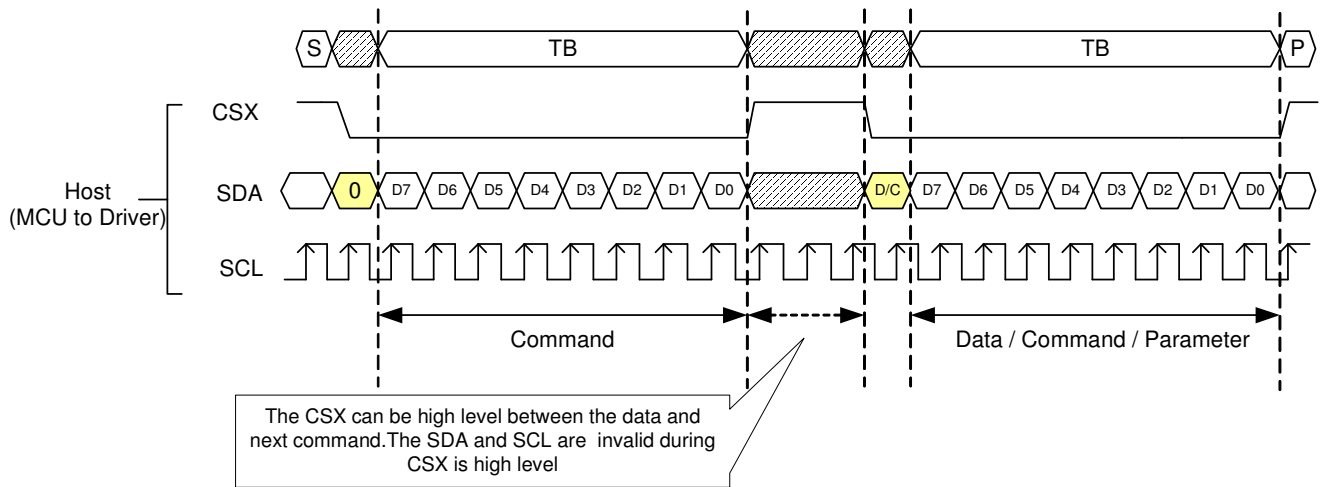 S TB TB P
CSX
Host
(MCU to Driver)
SDA 0 D7 D6 D5 D4 D3 D2 D1 D0 D/C D7 D6 D5 D4 D3 D2 D1 D0
SCL
Command Data / Command / Parameter
The CSX can be high level between the data and
next command.The SDA and SCL are invalid during
CSX is high level